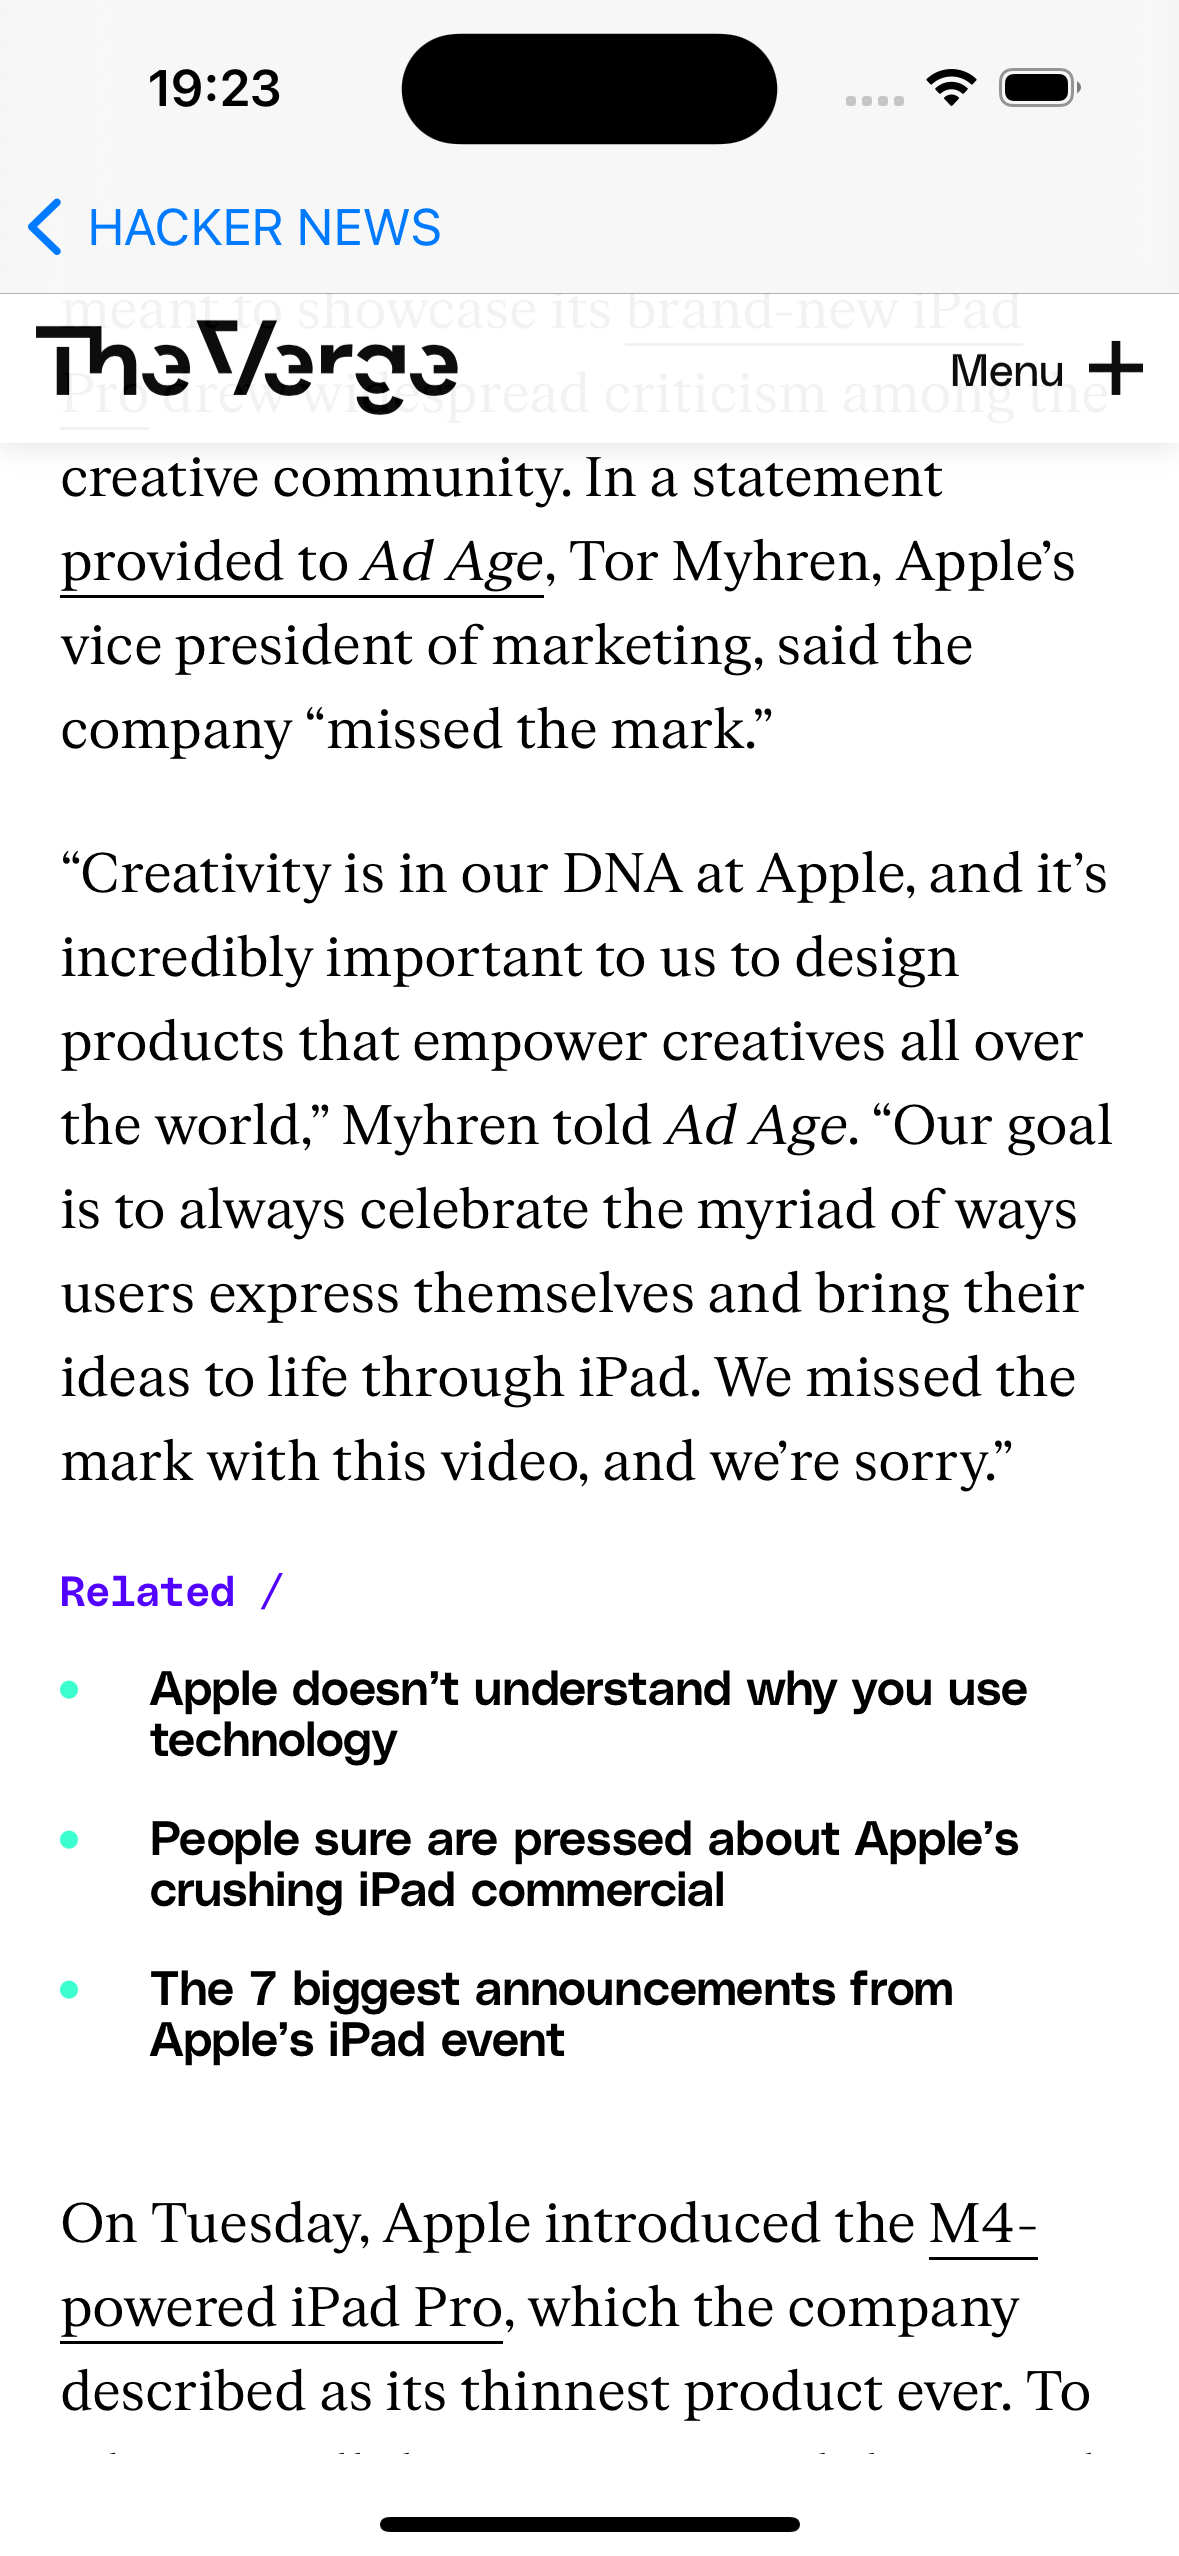 19:23
HACKER NEWS
meant to showcase its brand-new iPad
The Verge
Menu
Pro drew widespread criticism among the
creative community. In a statement
provided to Ad Age, Tor Myhren, Apple’s
vice president of marketing, said the
company “missed the mark.”
“Creativity is in our DNA at Apple, and it’s
incredibly important to us to design
products that empower creatives all over
the world,” Myhren told Ad Age. “Our goal
is to always celebrate the myriad of ways
users express themselves and bring their
ideas to life through iPad. We missed the
mark with this video, and we’re sorry.”
Related /
Apple doesn’t understand why you use
technology
People sure are pressed about Apple’s
crushing iPad commercial
The 7 biggest announcements from
Apple’s iPad event
On Tuesday, Apple introduced the M4-
powered iPad Pro, which the company
described as its thinnest product ever. To